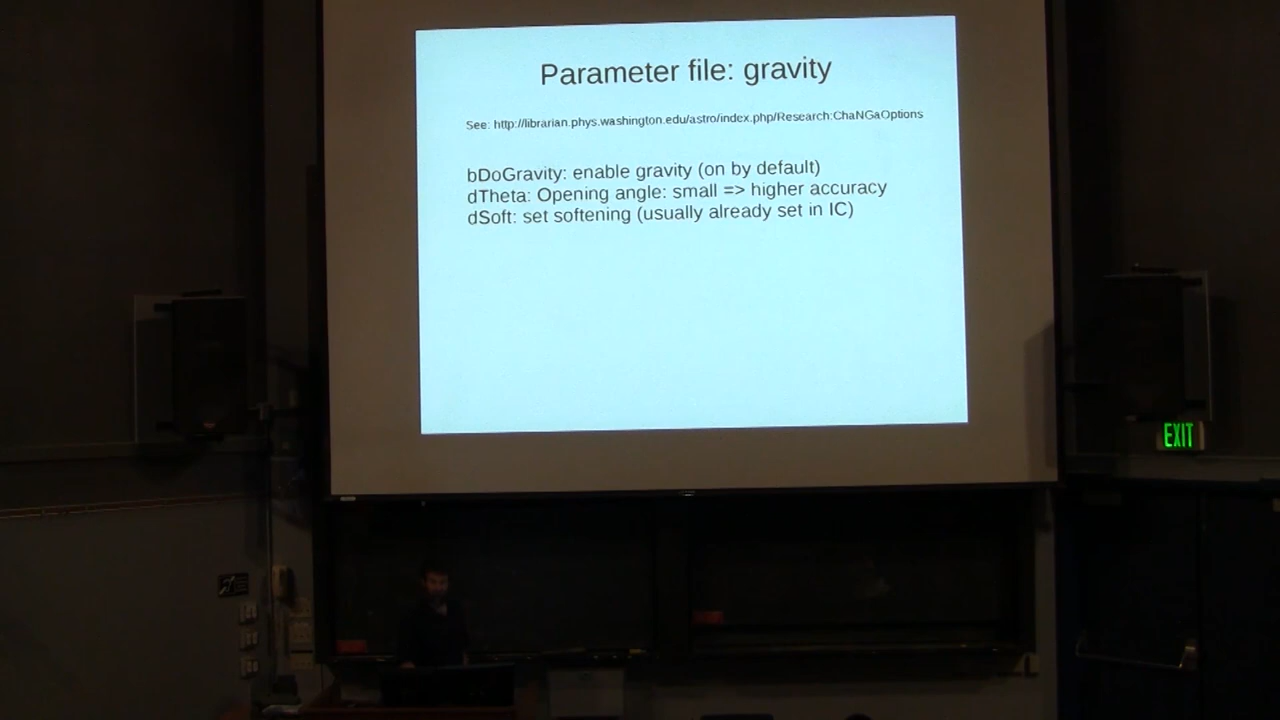 Parameter file: gravity
See: http://librarian.phys.washington.edu/astro/index.php/Research:ChaNGaOptions
bDoGravity: enable gravity (on by default)
dTheta: Opening angle: small => higher accuracy
dSoft: set softening (usually already set in IC)
EXIT